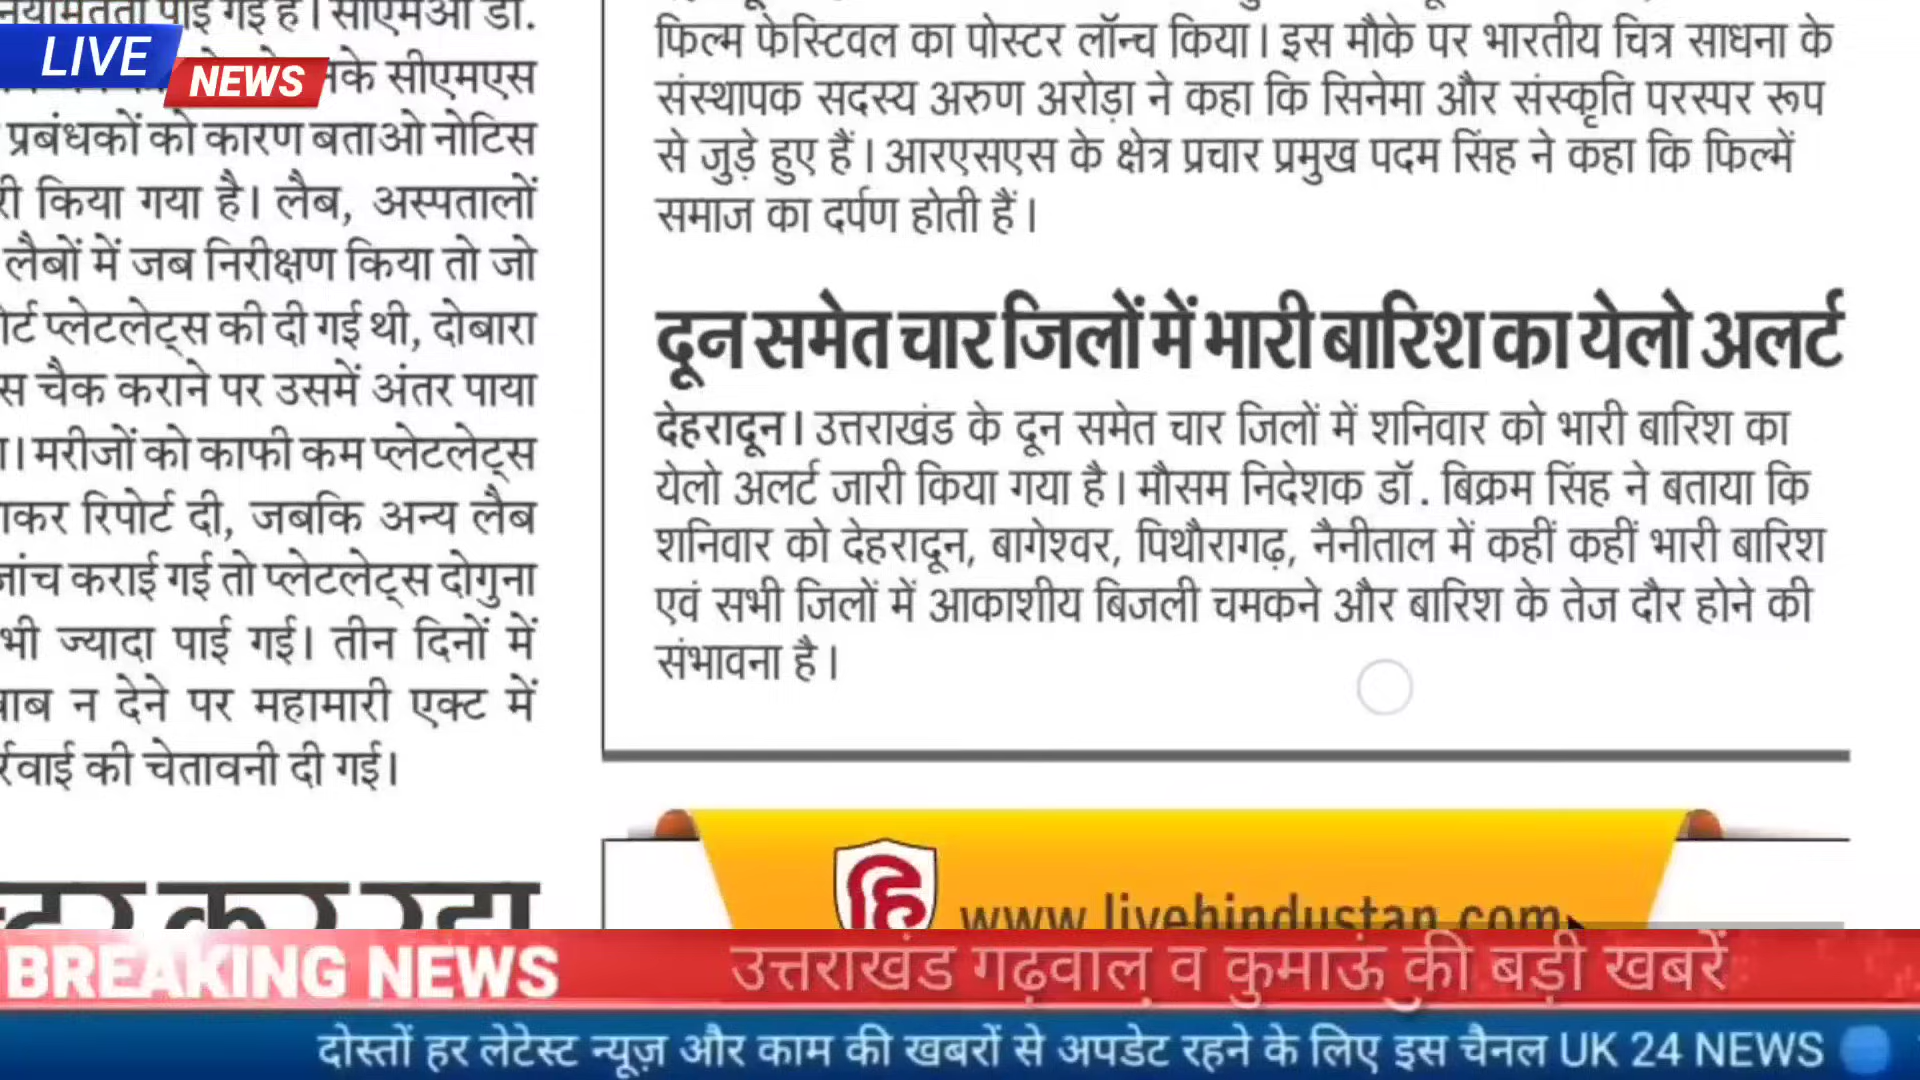 LIVE
NEWS
सीएमओ डॉ.
सीएमएस
प्रबंधकों को कारण बताओ नोटिस
किया गया है। लैब, अस्पतालों
लैबों में जब निरीक्षण किया तो जो
प्लेटलेट्स की दी गई थी, दोबारा
चैक कराने पर उसमें अंतर पाया
मरीजों को काफी कम प्लेटलेट्स
रिपोर्ट दी, जबकि अन्य लैब
कराई गई तो प्लेटलेट्स दोगुना
भी ज्यादा पाई गई। तीन दिनों में
न देने पर महामारी एक्ट में
की चेतावनी दी गई।
फिल्म फेस्टिवल का पोस्टर लॉन्च किया। इस मौके पर भारतीय चित्र साधना के
संस्थापक सदस्य अरुण अरोड़ा ने कहा कि सिनेमा और संस्कृति परस्पर रूप
से जुड़े हुए हैं। आरएसएस के क्षेत्र प्रचार प्रमुख पदम सिंह ने कहा कि फिल्में
समाज का दर्पण होती हैं।
दून समेत चार जिलों में भारी बारिश का येलो अलर्ट
देहरादून। उत्तराखंड के दून समेत चार जिलों में शनिवार को भारी बारिश का
येलो अलर्ट जारी किया गया है। मौसम निदेशक डॉ. बिक्रम सिंह ने बताया कि
शनिवार को देहरादून, बागेश्वर, पिथौरागढ़, नैनीताल में कहीं कहीं भारी बारिश
एवं सभी जिलों में आकाशीय बिजली चमकने और बारिश के तेज दौर होने की
संभावना है।
हि
www.livehindustan.com
BREAKING NEWS
उत्तराखंड गढ़वाल व कुमाऊं की बड़ी खबरें
दोस्तों हर लेटेस्ट न्यूज़ और काम की खबरों से अपडेट रहने के लिए इस चैनल UK 24 NEWS